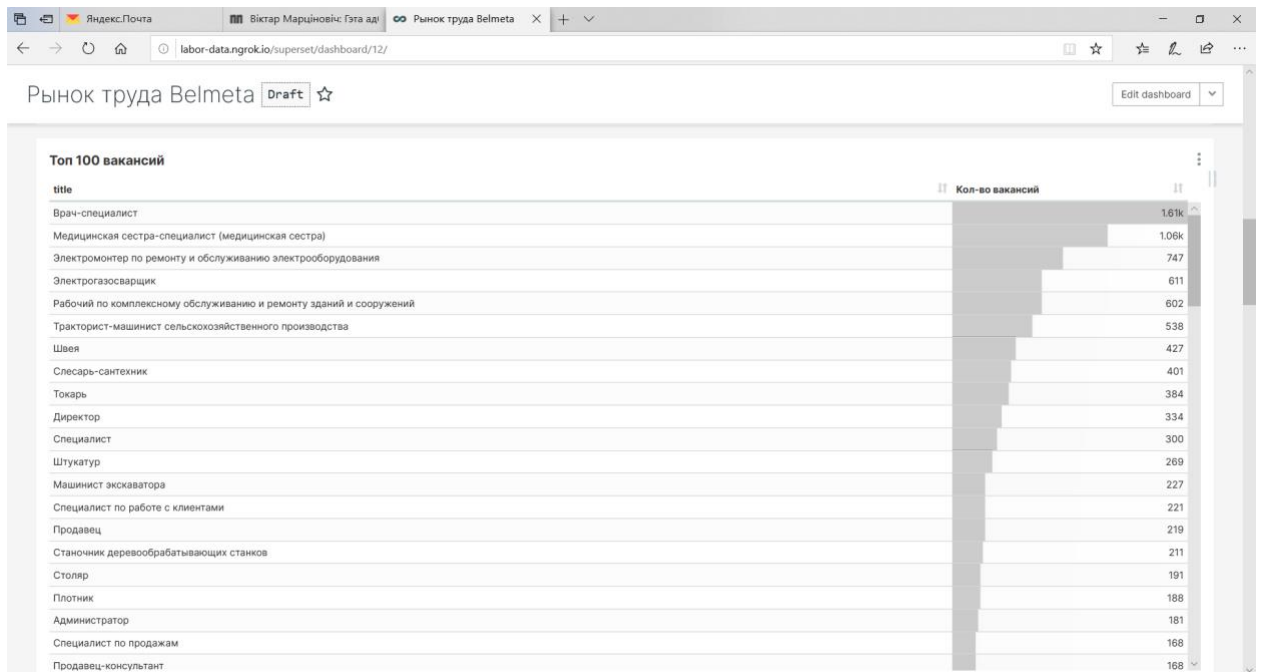 Яндекс.Почта
Віктар Марціновіч: Гэта ад
Рынок труда Belmeta
labor-data.ngrok.io/superset/dashboard/12/
Рынок труда Belmeta Draft
Edit dashboard
Топ 100 вакансий
title Кол-во вакансий
Врач-специалист 1.61k
Медицинская сестра-специалист (медицинская сестра) 1.06k
Электромонтер по ремонту и обслуживанию электрооборудования 747
Электрогазосварщик 611
Рабочий по комплексному обслуживанию и ремонту зданий и сооружений 602
Тракторист-машинист сельскохозяйственного производства 538
Швея 427
Слесарь-сантехник 401
Токарь 384
Директор 334
Специалист 300
Штукатур 269
Машинист экскаватора 227
Специалист по работе с клиентами 221
Продавец 219
Станочник деревообрабатывающих станков 211
Столяр 191
Плотник 188
Администратор 181
Специалист по продажам 168
Продавец-консультант 168